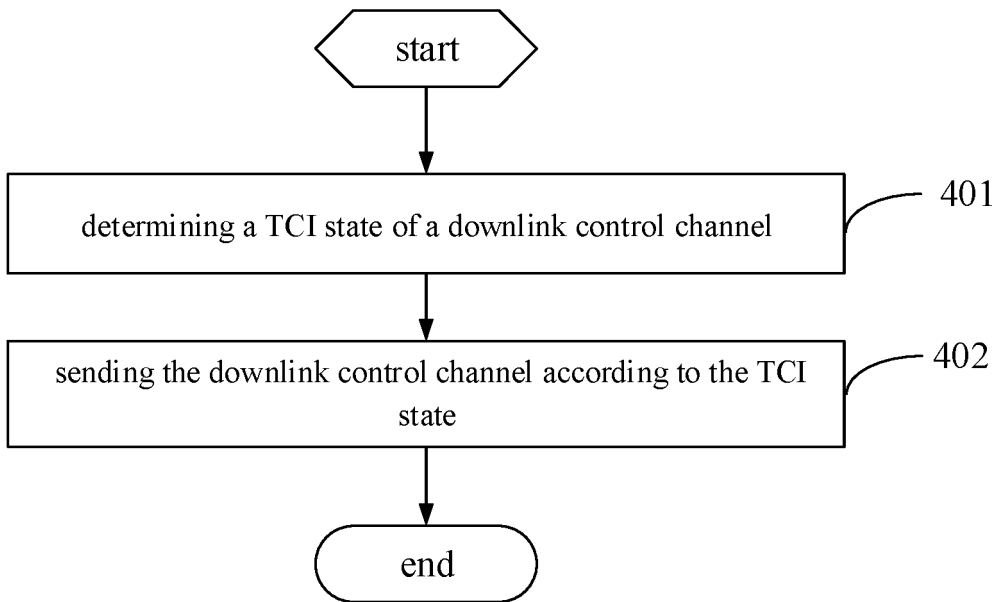 start
determining a TCI state of a downlink control channel
401
sending the downlink control channel according to the TCI
state
402
end